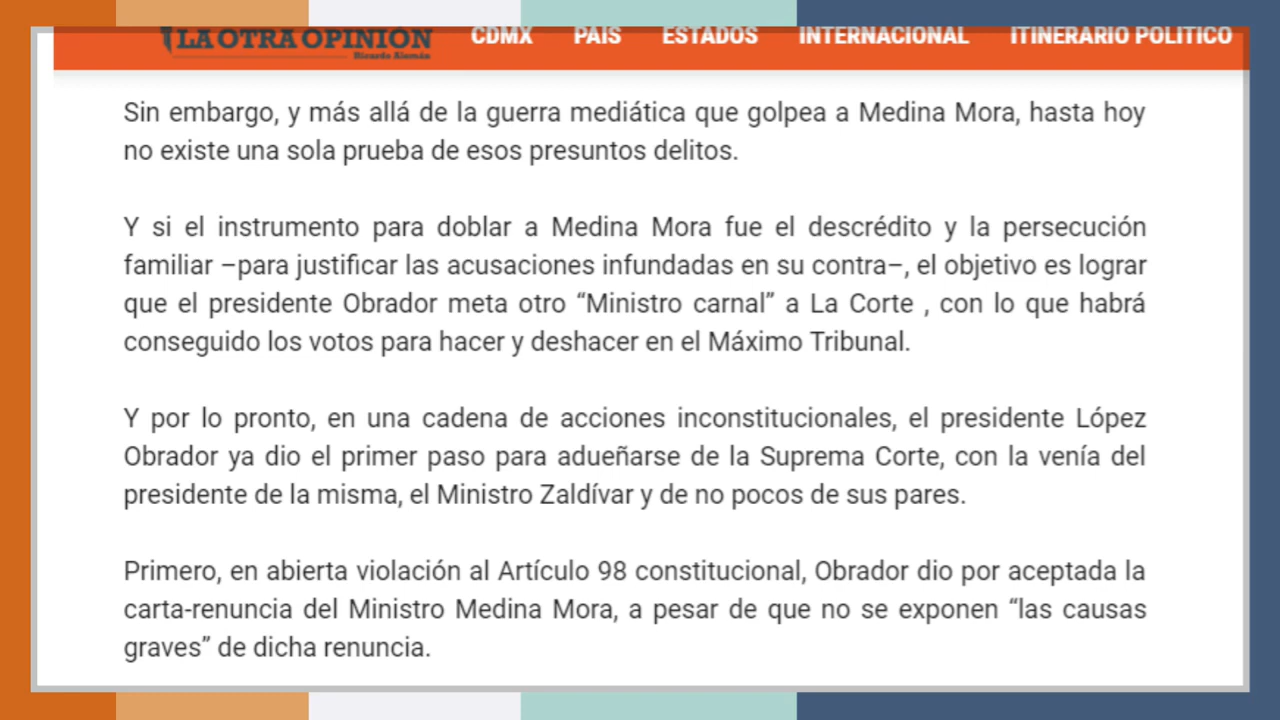 LA OTRA OPINIÓN
Ricardo Alemán
CDMX PAÍS ESTADOS INTERNACIONAL ITINERARIO POLÍTICO
Sin embargo, y más allá de la guerra mediática que golpea a Medina Mora, hasta hoy
no existe una sola prueba de esos presuntos delitos.
Y si el instrumento para doblar a Medina Mora fue el descrédito y la persecución
familiar –para justificar las acusaciones infundadas en su contra–, el objetivo es lograr
que el presidente Obrador meta otro “Ministro carnal” a La Corte , con lo que habrá
conseguido los votos para hacer y deshacer en el Máximo Tribunal.
Y por lo pronto, en una cadena de acciones inconstitucionales, el presidente López
Obrador ya dio el primer paso para adueñarse de la Suprema Corte, con la venía del
presidente de la misma, el Ministro Zaldívar y de no pocos de sus pares.
Primero, en abierta violación al Artículo 98 constitucional, Obrador dio por aceptada la
carta-renuncia del Ministro Medina Mora, a pesar de que no se exponen “las causas
graves” de dicha renuncia.